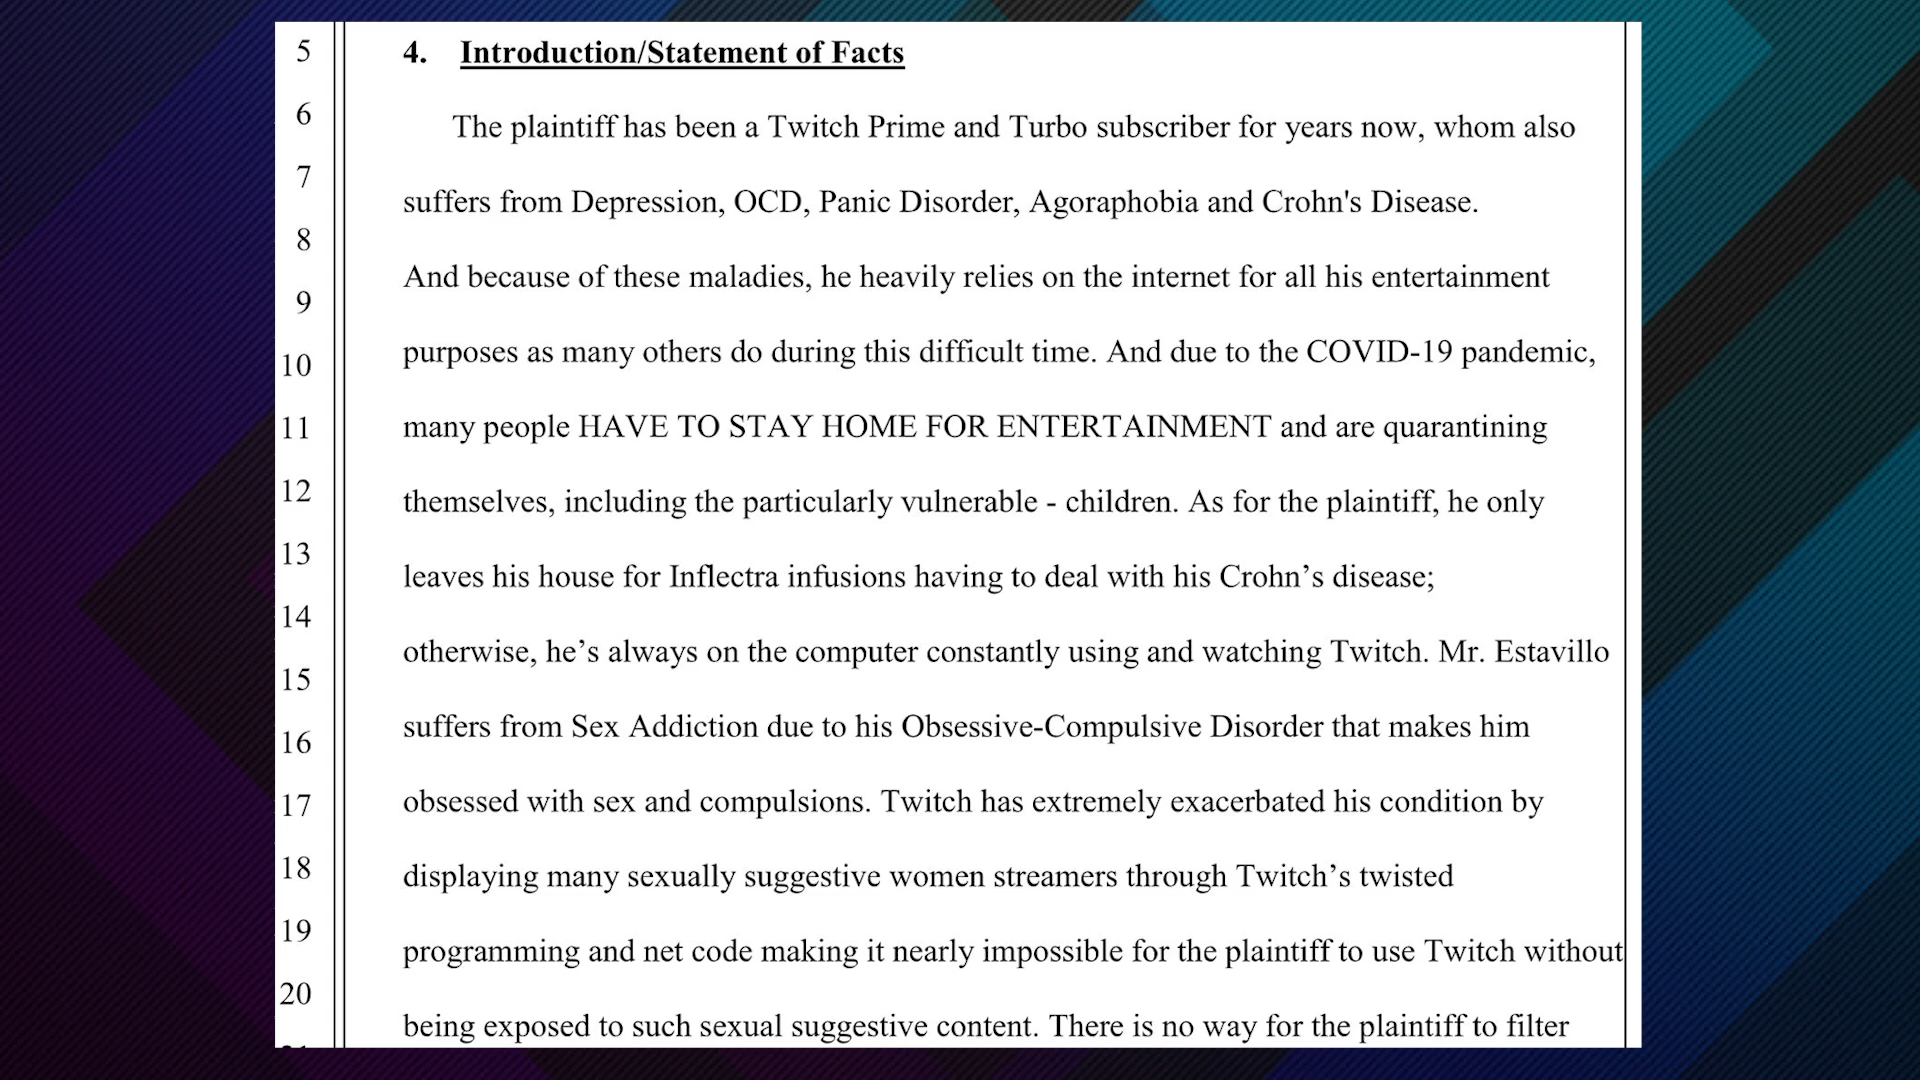 5
4. Introduction/Statement of Facts
6
The plaintiff has been a Twitch Prime and Turbo subscriber for years now, whom also
7
suffers from Depression, OCD, Panic Disorder, Agoraphobia and Crohn's Disease.
8
And because of these maladies, he heavily relies on the internet for all his entertainment
9
purposes as many others do during this difficult time. And due to the COVID-19 pandemic,
10
many people HAVE TO STAY HOME FOR ENTERTAINMENT and are quarantining
11
themselves, including the particularly vulnerable - children. As for the plaintiff, he only
12
leaves his house for Inflectra infusions having to deal with his Crohn’s disease;
13
otherwise, he’s always on the computer constantly using and watching Twitch. Mr. Estavillo
14
suffers from Sex Addiction due to his Obsessive-Compulsive Disorder that makes him
15
obsessed with sex and compulsions. Twitch has extremely exacerbated his condition by
16
displaying many sexually suggestive women streamers through Twitch’s twisted
17
programming and net code making it nearly impossible for the plaintiff to use Twitch without
18
being exposed to such sexual suggestive content. There is no way for the plaintiff to filter
19
20